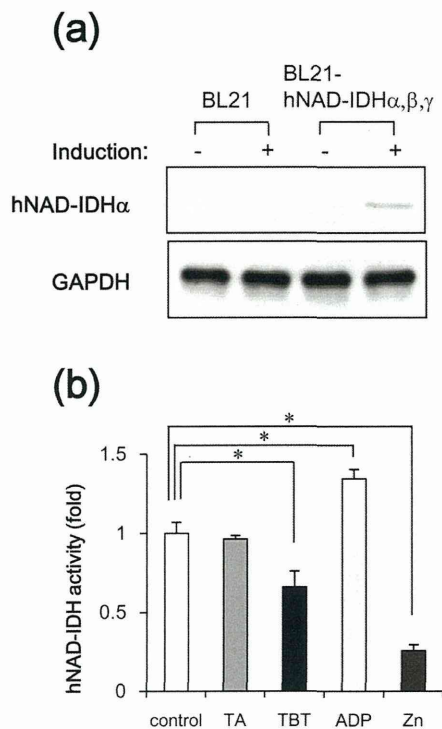 (a)
BL21
BL21-
hNAD-IDHα,β,γ
Induction: - + - +
hNAD-IDHα
GAPDH
(b)
*
*
*
hNAD-IDH activity (fold)
1.5
1
0.5
0
control TA TBT ADP Zn